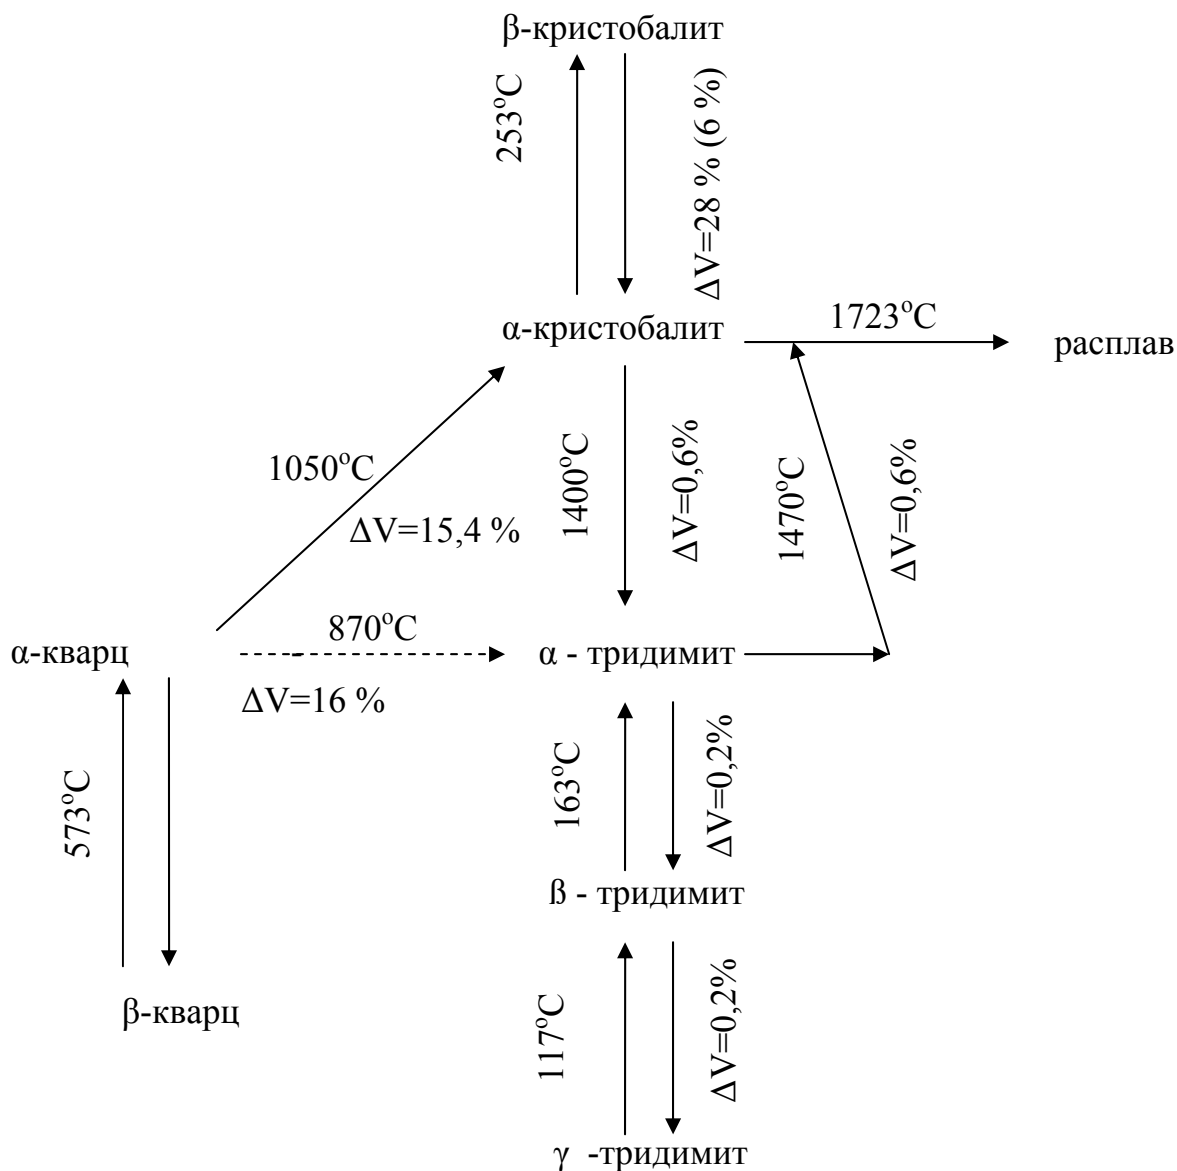 β-кристобалит
253°C
ΔV=28 % (6 %)
α-кристобалит
1723°C
расплав
1050°C
ΔV=15,4 %
1400°C
ΔV=0,6%
1470°C
ΔV=0,6%
870°C
α-кварц
α - тридимит
ΔV=16 %
573°C
163°C
ΔV=0,2%
ß - тридимит
β-кварц
117°C
ΔV=0,2%
γ -тридимит